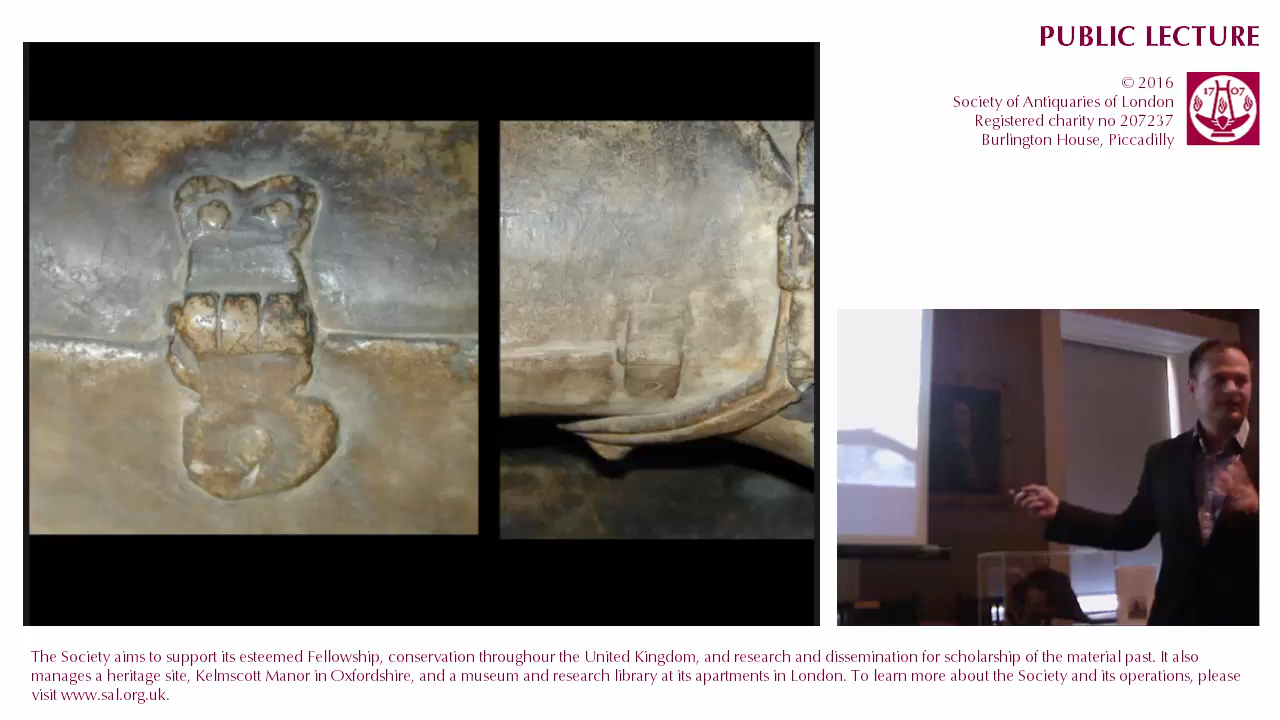 PUBLIC LECTURE
© 2016
Society of Antiquaries of London
Registered charity no 207237
Burlington House, Piccadilly
17 07
The Society aims to support its esteemed Fellowship, conservation throughout the United Kingdom, and research and dissemination for scholarship of the material past. It also
manages a heritage site, Kelmscott Manor in Oxfordshire, and a museum and research library at its apartments in London. To learn more about the Society and its operations, please
visit www.sal.org.uk.